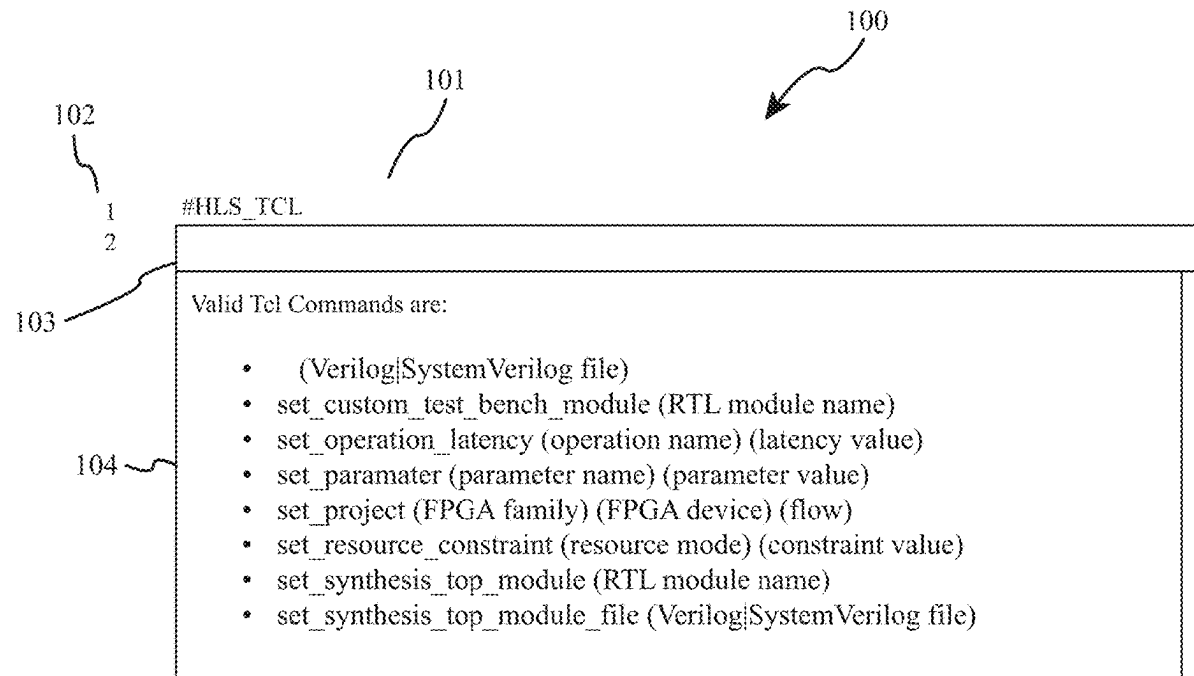 100
101
102
1
#HLS_TCL
2
103
Valid Tcl Commands are:
• (Verilog|SystemVerilog file)
• set_custom_test_bench_module (RTL module name)
• set_operation_latency (operation name) (latency value)
104
• set_paramater (parameter name) (parameter value)
• set_project (FPGA family) (FPGA device) (flow)
• set_resource_constraint (resource mode) (constraint value)
• set_synthesis_top_module (RTL module name)
• set_synthesis_top_module_file (Verilog|SystemVerilog file)